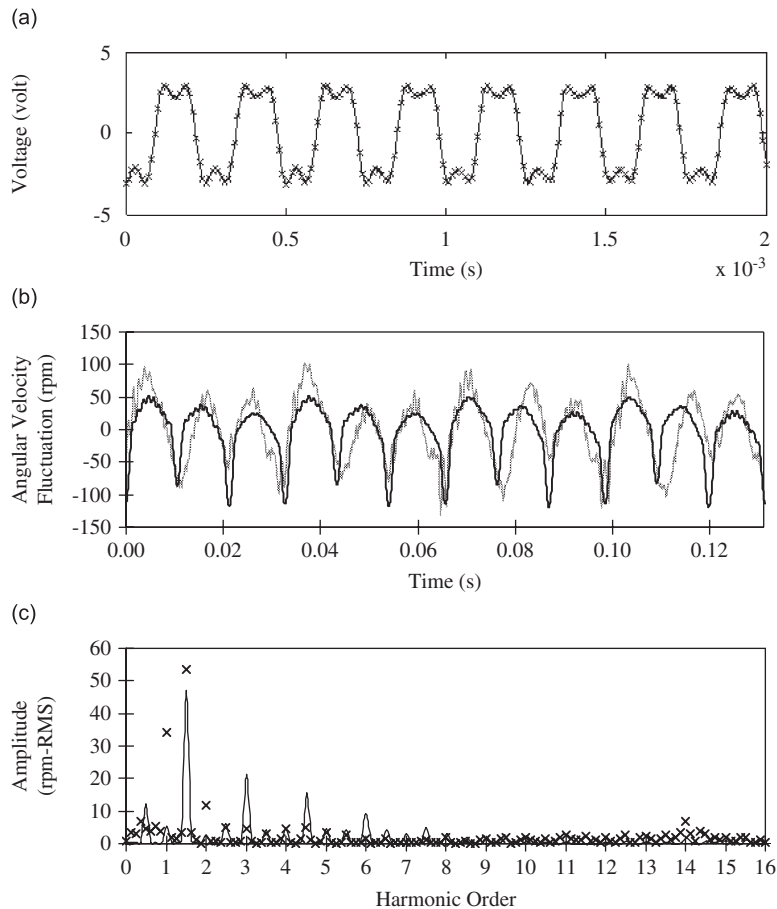 (a)
5
0
-5
Voltage (volt)
0 0.5 1 1.5 2
Time (s)
x 10⁻³
(b)
150
100
50
0
-50
-100
-150
Angular Velocity
Fluctuation (rpm)
0.00 0.02 0.04 0.06 0.08 0.10 0.12
Time (s)
(c)
60
50
40
30
20
10
0
Amplitude
(rpm-RMS)
0 1 2 3 4 5 6 7 8 9 10 11 12 13 14 15 16
Harmonic Order